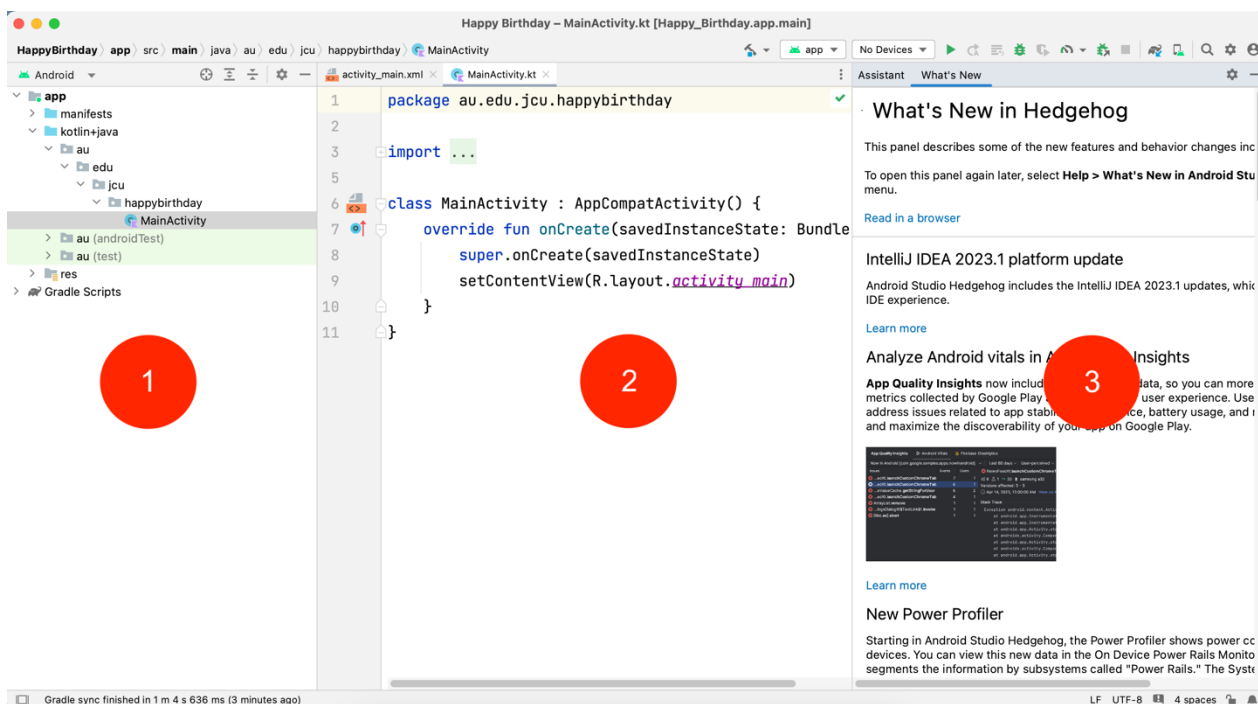 Happy Birthday – MainActivity.kt [Happy_Birthday.app.main]
HappyBirthday app src main java au edu jcu happybirthday MainActivity
app No Devices
Android
activity_main.xml MainActivity.kt
Assistant What's New
app
manifests
kotlin+java
au
edu
jcu
happybirthday
MainActivity
au (androidTest)
au (test)
res
Gradle Scripts
1
1 package au.edu.jcu.happybirthday
2
3 import ...
5
6 class MainActivity : AppCompatActivity() {
7 override fun onCreate(savedInstanceState: Bundle
8 super.onCreate(savedInstanceState)
9 setContentView(R.layout.activity_main)
10 }
11 }
2
What's New in Hedgehog
This panel describes some of the new features and behavior changes inc
To open this panel again later, select Help > What's New in Android Stu
menu.
Read in a browser
IntelliJ IDEA 2023.1 platform update
Android Studio Hedgehog includes the IntelliJ IDEA 2023.1 updates, whic
IDE experience.
Learn more
Analyze Android vitals in Insights
3
App Quality Insights now includ data, so you can more
metrics collected by Google Play user experience. Use
address issues related to app stabi ce, battery usage, and
and maximize the discoverability of your app on Google Play.
App Quality Insights Android Vitals Firebase Crashlytics
Learn more
New Power Profiler
Starting in Android Studio Hedgehog, the Power Profiler shows power cc
devices. You can view this new data in the On Device Power Rails Monito
segments the information by subsystems called "Power Rails." The Syste
Gradle sync finished in 1 m 4 s 636 ms (3 minutes ago)
LF UTF-8 4 spaces